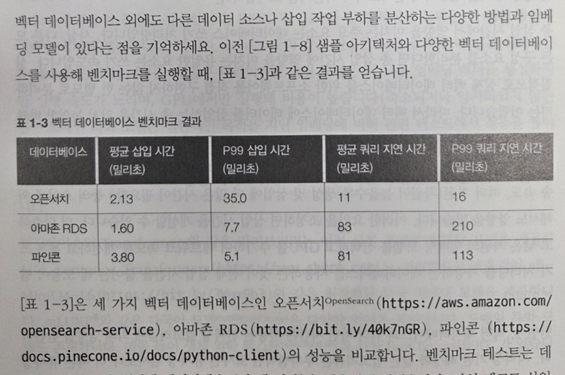 벡터 데이터베이스 외에도 다른 데이터 소스나 삽입 작업 부하를 분산하는 다양한 방법과 임베
딩 모델이 있다는 점을 기억하세요. 이전 [그림 1-8] 샘플 아키텍처와 다양한 벡터 데이터베이
스를 사용해 벤치마크를 실행할 때, [표 1-3]과 같은 결과를 얻습니다.
표 1-3 벡터 데이터베이스 벤치마크 결과
데이터베이스 평균 삽입 시간 (밀리초) P99 삽입 시간 (밀리초) 평균 쿼리 지연 시간 (밀리초) P99 쿼리 지연 시간 (밀리초)
오픈서치 2.13 35.0 11 16
아마존 RDS 1.60 7.7 83 210
파인콘 3.80 5.1 81 113
[표 1-3]은 세 가지 벡터 데이터베이스인 오픈서치OpenSearch (https://aws.amazon.com/
opensearch-service), 아마존 RDS(https://bit.ly/40k7nGR), 파인콘 (https://
docs.pinecone.io/docs/python-client)의 성능을 비교합니다. 벤치마크 테스트는 데